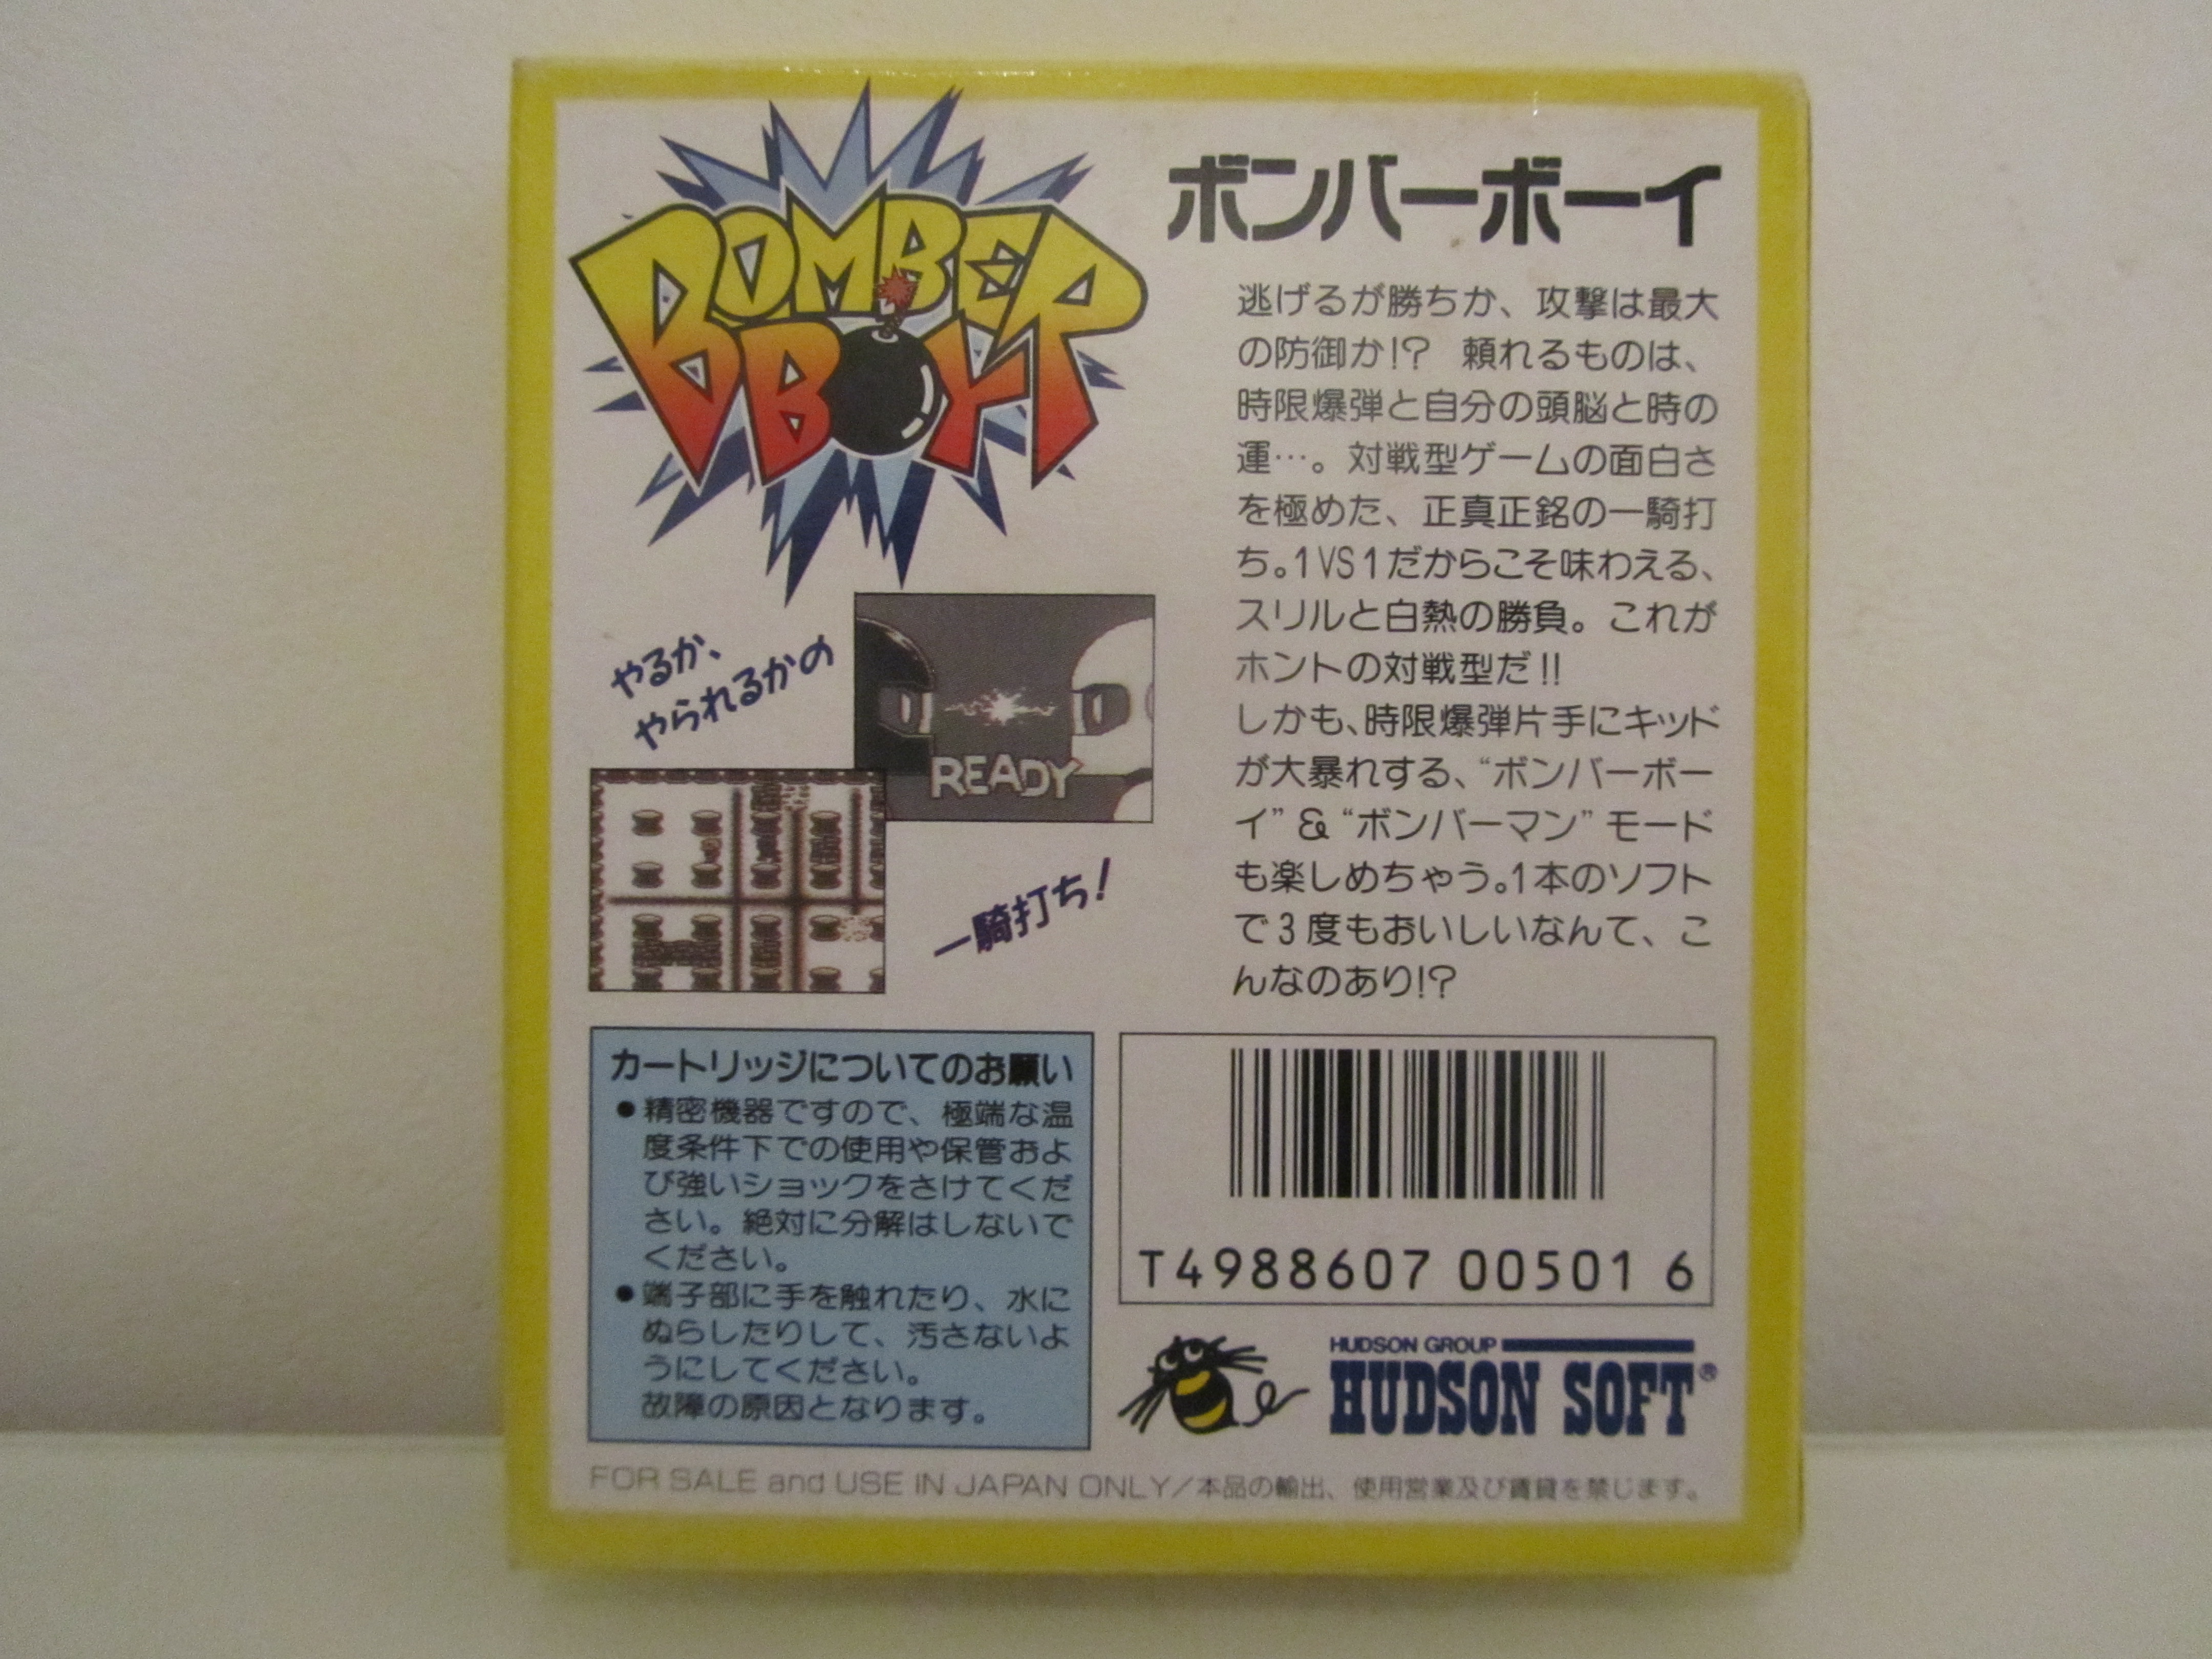 BOMBER
BOY
ボンバーボーイ
逃げるが勝ちか、攻撃は最大
の防御か!? 頼れるものは、
時限爆弾と自分の頭脳と時の
運…。対戦型ゲームの面白さ
を極めた、正真正銘の一騎打
ち。1VS1だからこそ味わえる、
スリルと白熱の勝負。これが
ホントの対戦型だ!!
しかも、時限爆弾片手にキッド
が大暴れする、“ボンバーボー
イ”&“ボンバーマン”モード
も楽しめちゃう。1本のソフト
で3度もおいしいなんて、こ
んなのあり!?
やるか、
やられるかの
READY
一騎打ち!
カートリッジについてのお願い
●精密機器ですので、極端な温
度条件下での使用や保管およ
び強いショックをさけてくだ
さい。絶対に分解はしないで
ください。
●端子部に手を触れたり、水に
ぬらしたりして、汚さないよ
うにしてください。
故障の原因となります。
T4988607 00501 6
HUDSON GROUP
HUDSON SOFT®
FOR SALE and USE IN JAPAN ONLY/本品の輸出、使用営業及び賃貸を禁じます。